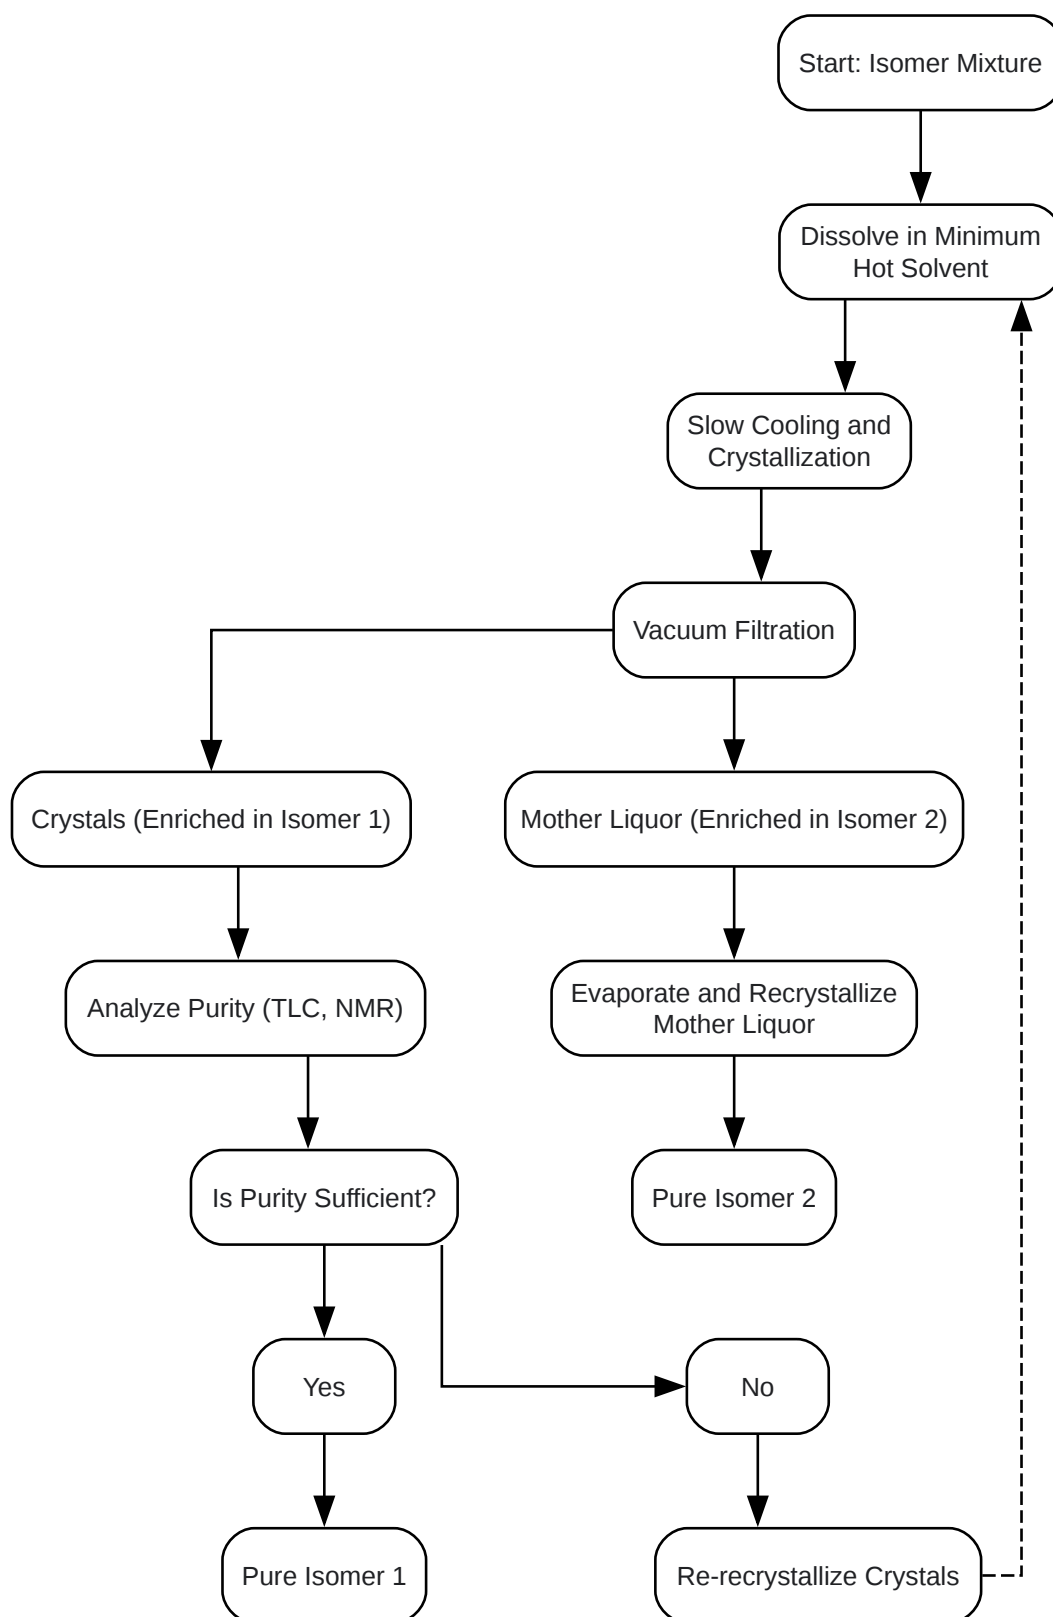 Start: Isomer Mixture
Dissolve in Minimum
Hot Solvent
Slow Cooling and
Crystallization
Vacuum Filtration
Crystals (Enriched in Isomer 1)
Mother Liquor (Enriched in Isomer 2)
Analyze Purity (TLC, NMR)
Evaporate and Recrystallize
Mother Liquor
Is Purity Sufficient?
Pure Isomer 2
Yes
No
Pure Isomer 1
Re-recrystallize Crystals